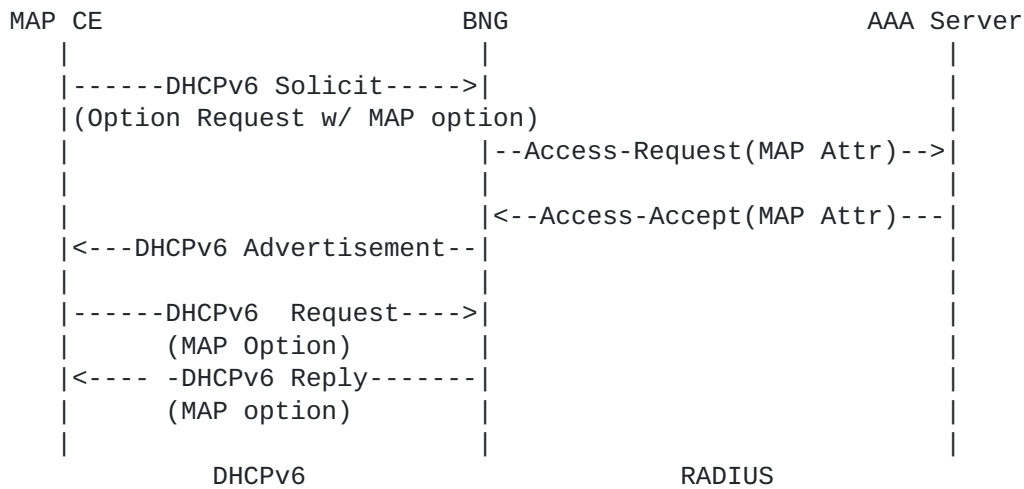 MAP CE                         BNG                      AAA Server
   |                            |                              |
   |------DHCPv6 Solicit----->|                              |
   |(Option Request w/ MAP option)                           |
   |                            |--Access-Request(MAP Attr)-->|
   |                            |                              |
   |                            |<--Access-Accept(MAP Attr)---|
   |<---DHCPv6 Advertisement--|                              |
   |                            |                              |
   |------DHCPv6  Request---->|                              |
   |      (MAP Option)        |                              |
   |<---- -DHCPv6 Reply-------|                              |
   |      (MAP option)        |                              |
   |                            |                              |
         DHCPv6                        RADIUS